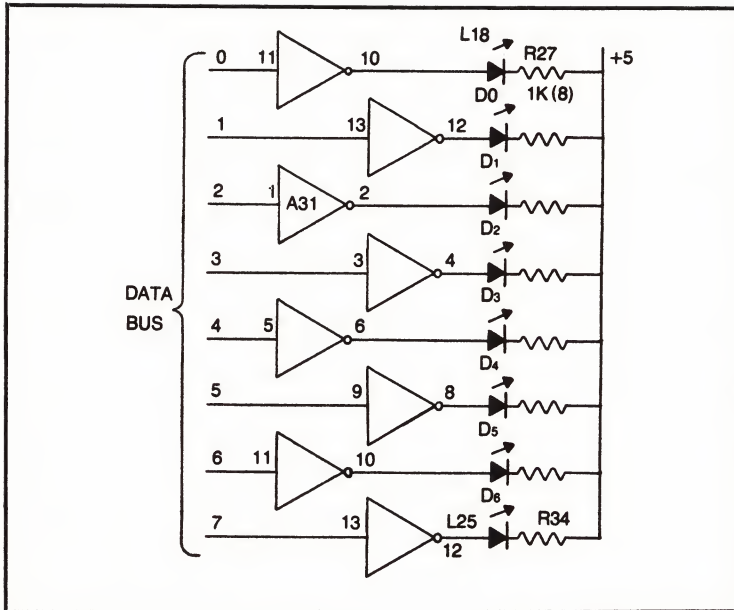 L18
R27
+5
0 11 10
D0
1K (8)
1 13 12
D1
2 1 A31 2
D2
3 3 4
D3
DATA
BUS
4 5 6
D4
5 9 8
D5
6 11 10
D6
7 13 12
L25
R34